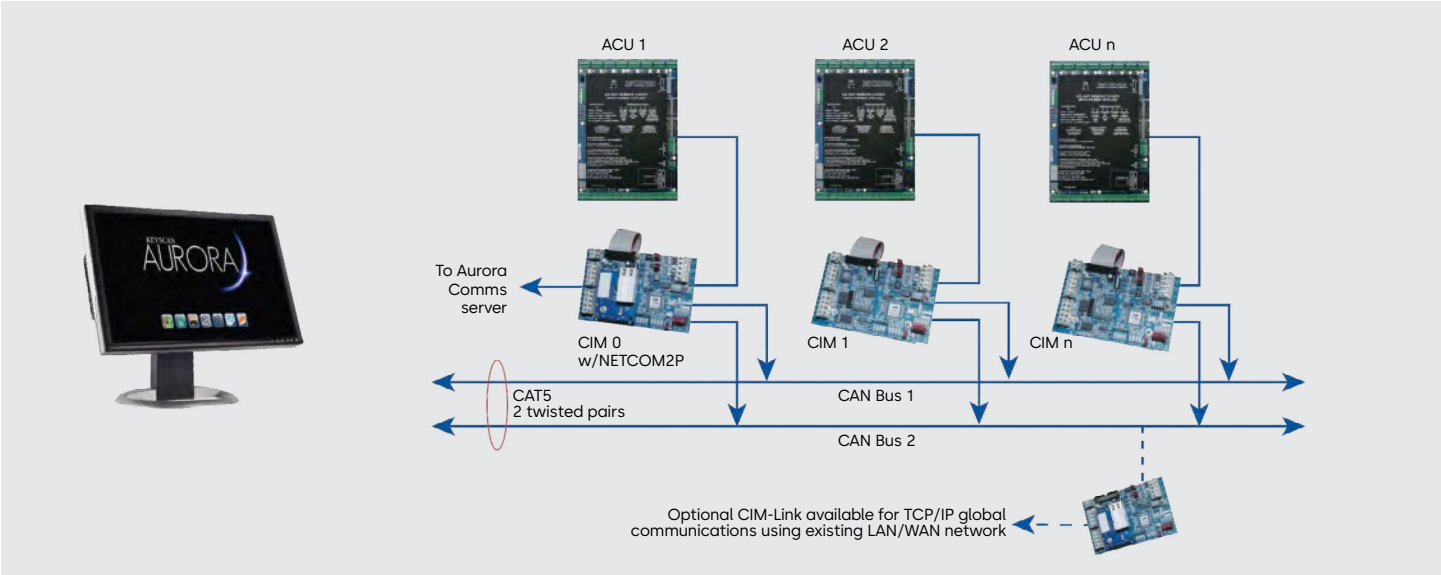 ACU 1
ACU 2
ACU n
KEYSCAN
AURORA
To Aurora
Comms
server
CIM 0
w/NETCOM2P
CIM 1
CIM n
CAT5
2 twisted pairs
CAN Bus 1
CAN Bus 2
Optional CIM-Link available for TCP/IP global
communications using existing LAN/WAN network